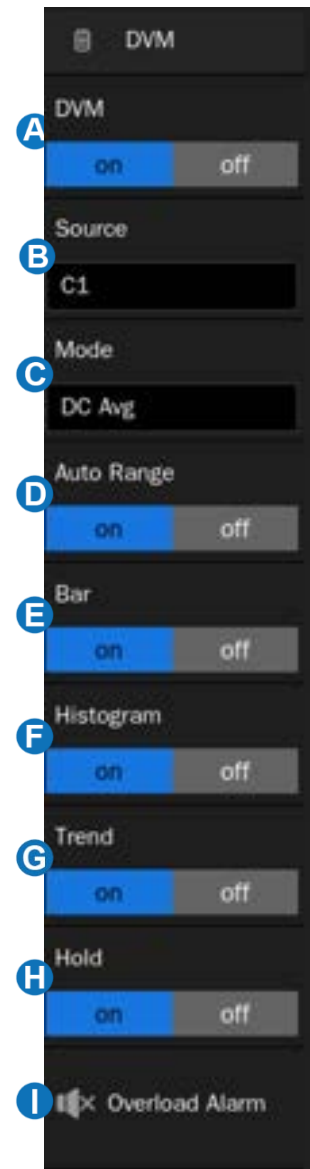 DVM
A
DVM
on off
B
Source
C1
C
Mode
DC Avg
D
Auto Range
on off
E
Bar
on off
F
Histogram
on off
G
Trend
on off
H
Hold
on off
I
Overload Alarm